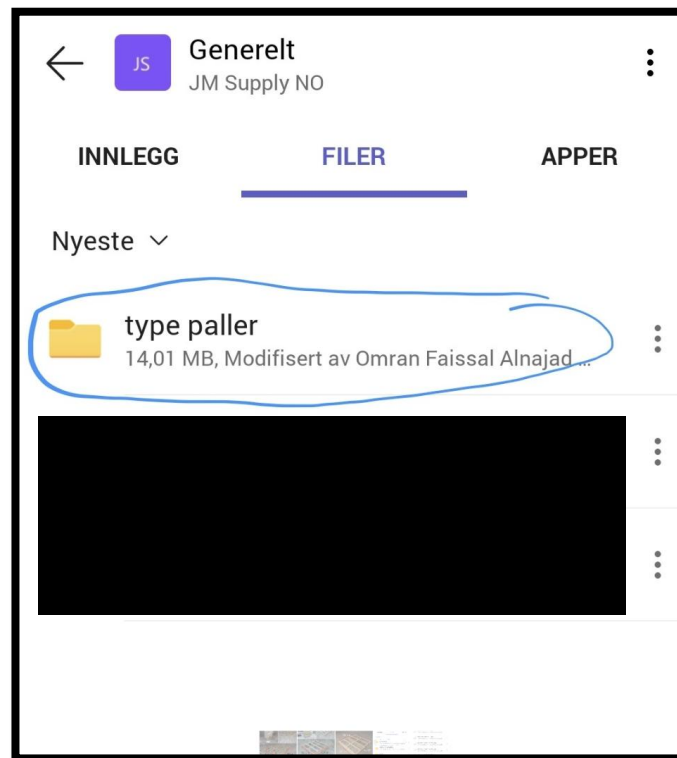 Generelt
JS
JM Supply NO
INNLEGG FILER APPER
Nyeste
type paller
14,01 MB, Modifisert av Omran Faissal Alnajad ...